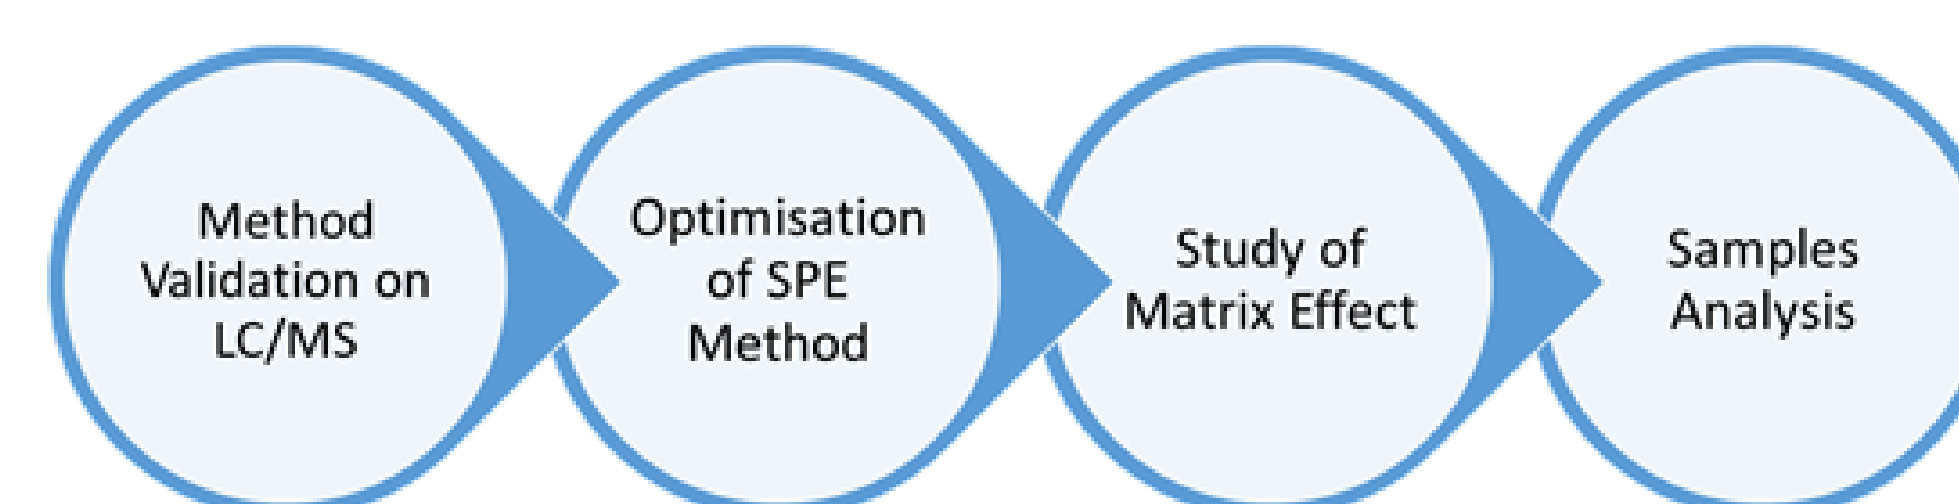 Method
Validation on
LC/MS
Optimisation
of SPE
Method
Study of
Matrix Effect
Samples
Analysis